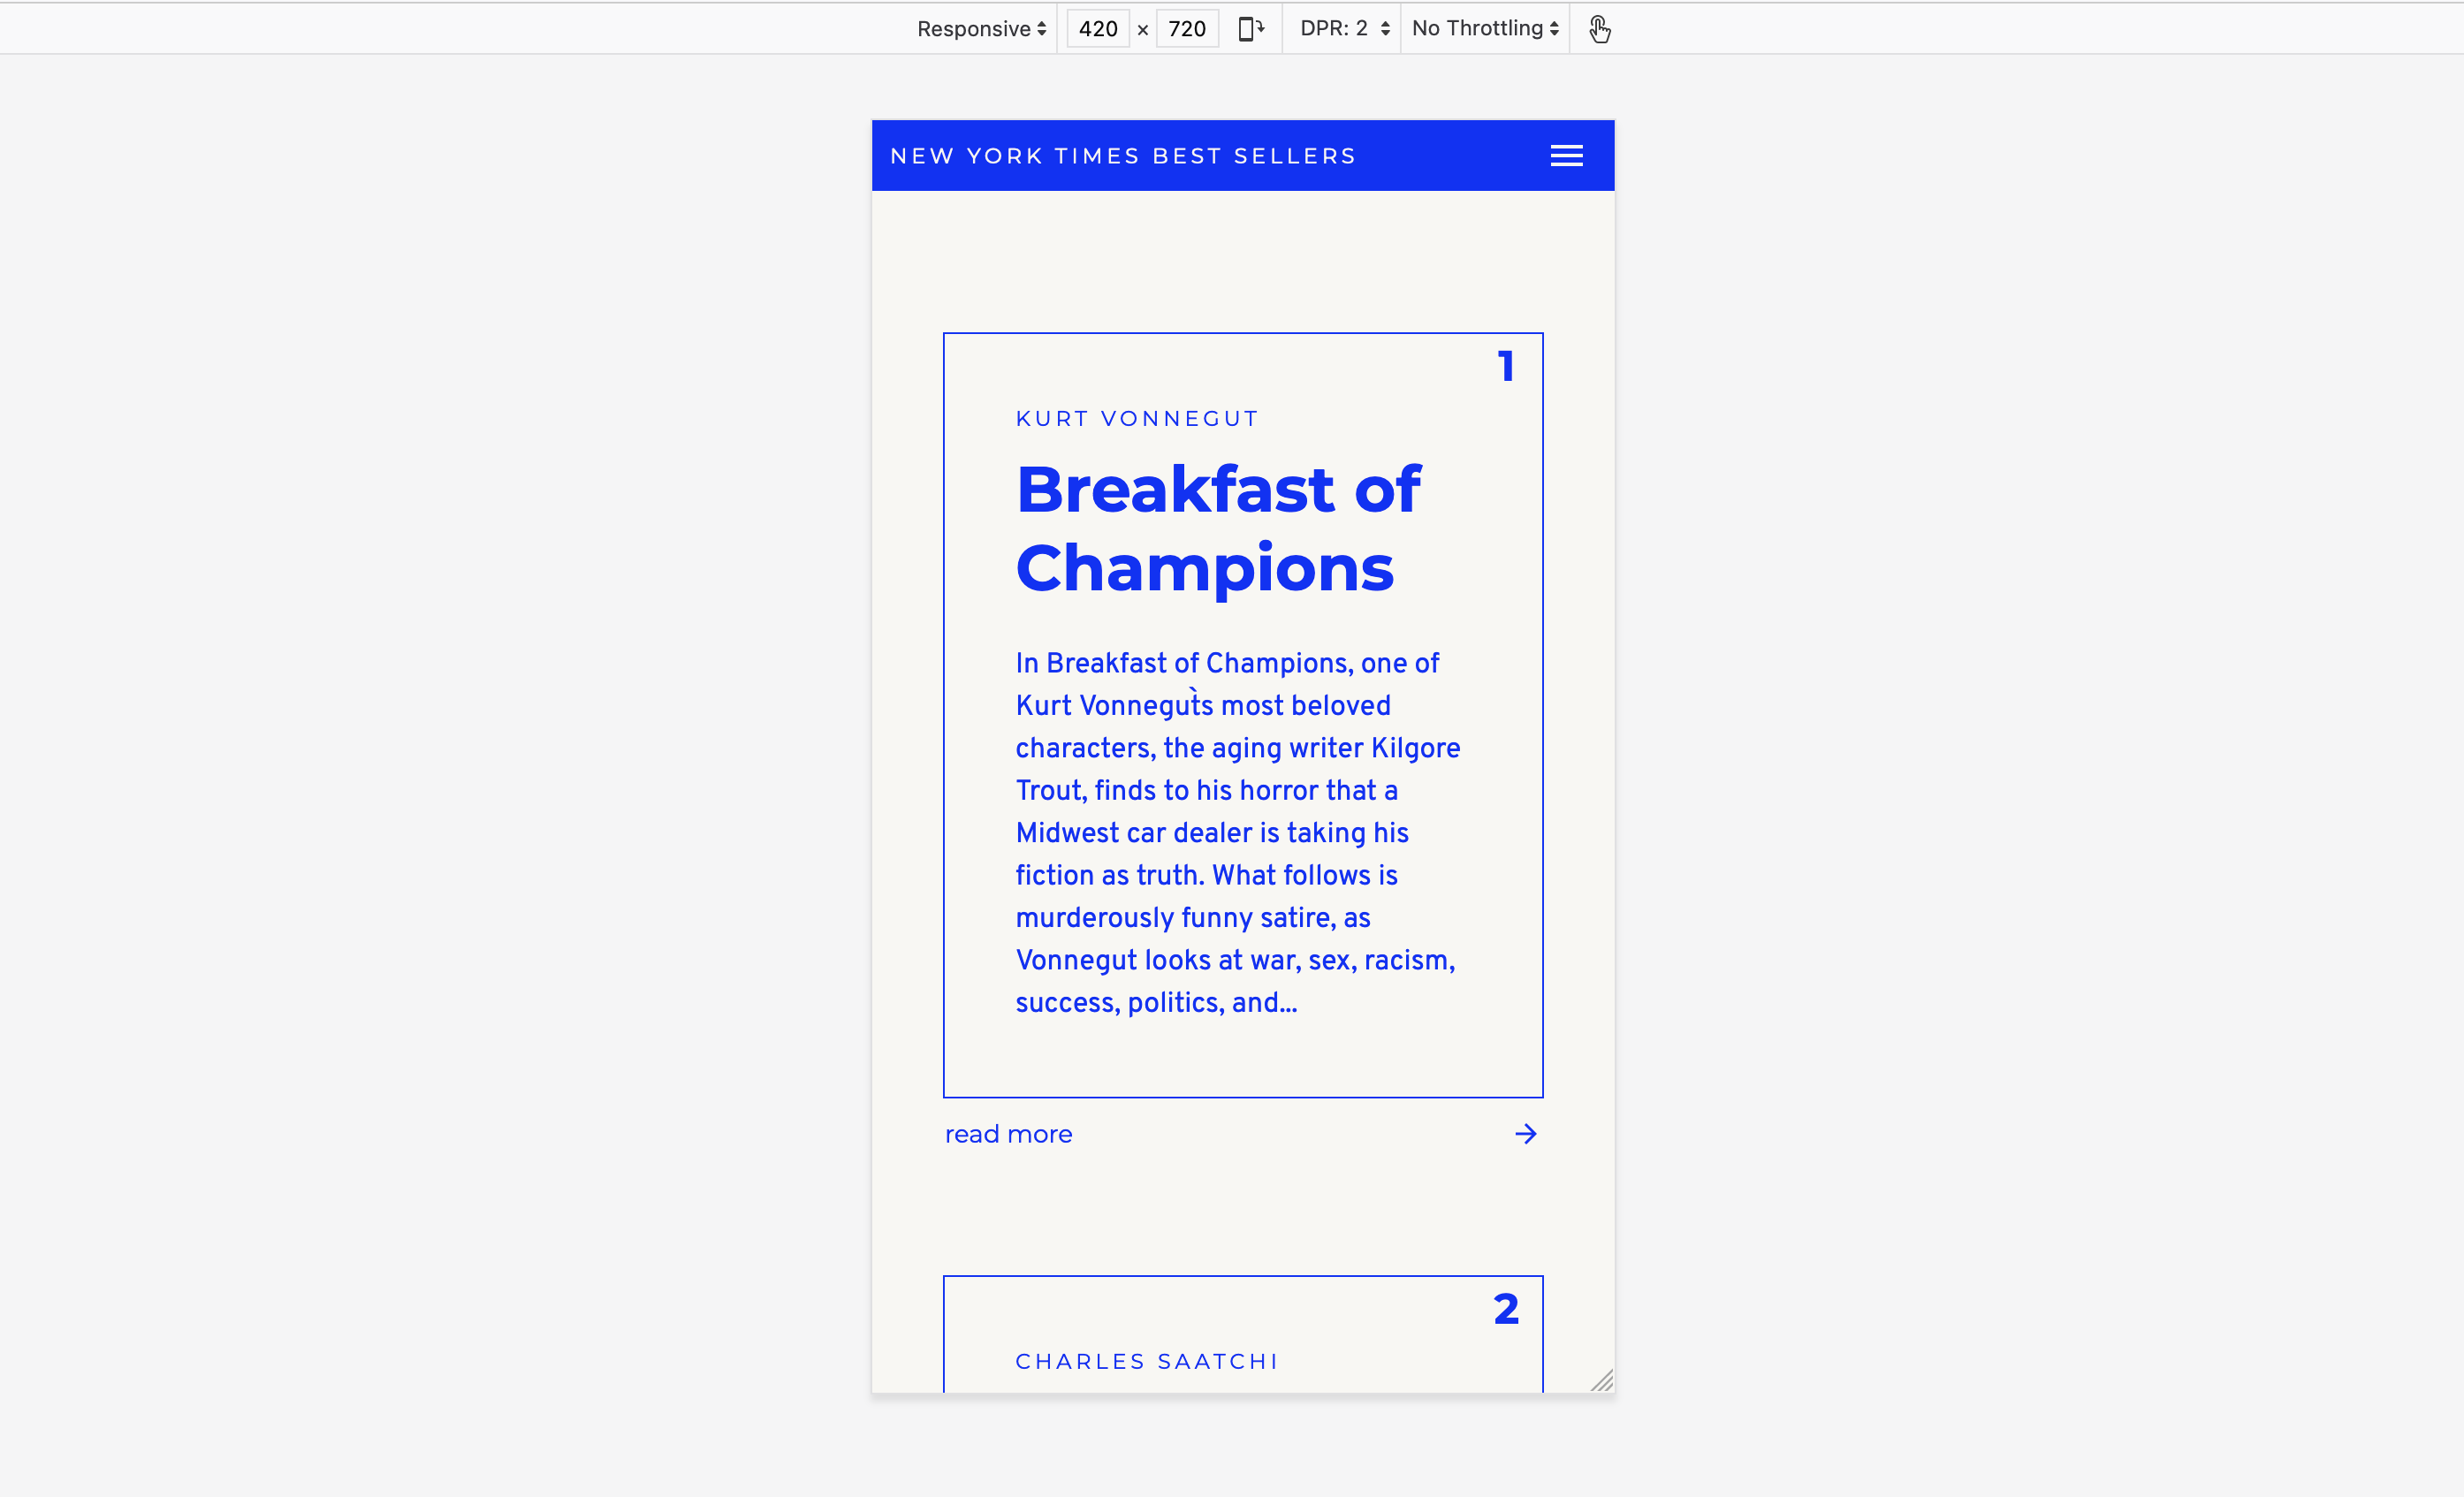 Responsive 420 × 720 DPR: 2 No Throttling
NEW YORK TIMES BEST SELLERS
1
KURT VONNEGUT
Breakfast of
Champions
In Breakfast of Champions, one of
Kurt Vonnegut̀s most beloved
characters, the aging writer Kilgore
Trout, finds to his horror that a
Midwest car dealer is taking his
fiction as truth. What follows is
murderously funny satire, as
Vonnegut looks at war, sex, racism,
success, politics, and...
read more →
2
CHARLES SAATCHI